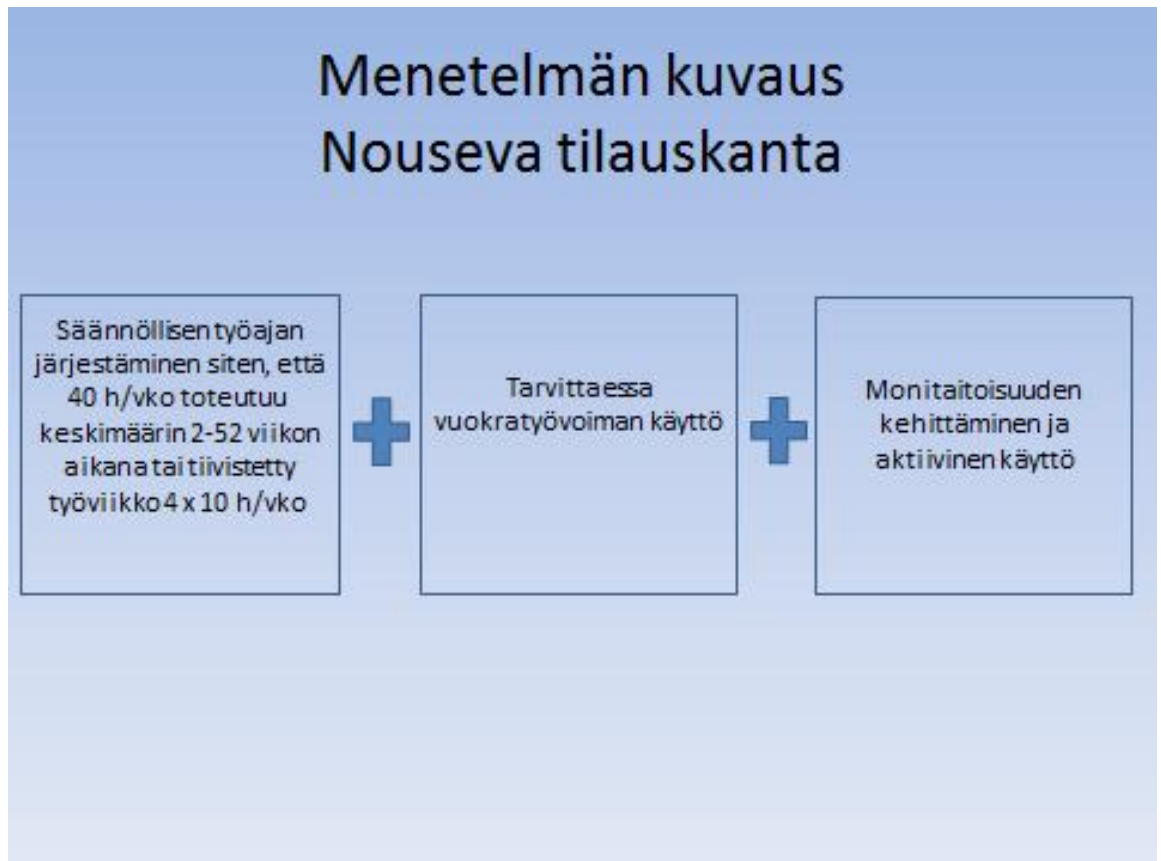 Menetelmän kuvaus
Nouseva tilauskanta
Säännöllisen työajan
järjestäminen siten, että
40 h/vko toteutuu
keskimäärin 2-52 viikon
aikana tai tiivistetty
työviikko 4 x 10 h/vko
Tarvittaessa
vuokratyövoiman käyttö
Monitaitoisuuden
kehittäminen ja
aktiivinen käyttö